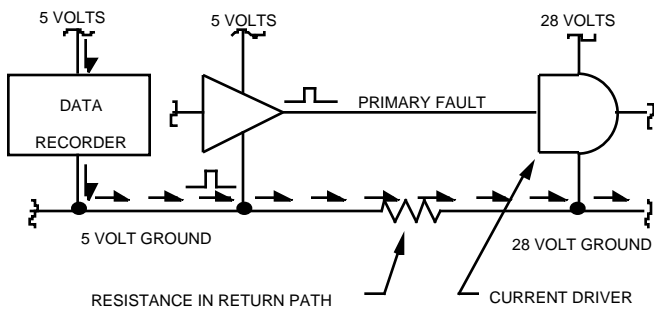 5 VOLTS
5 VOLTS
28 VOLTS
DATA
RECORDER
PRIMARY FAULT
5 VOLT GROUND
28 VOLT GROUND
RESISTANCE IN RETURN PATH
CURRENT DRIVER